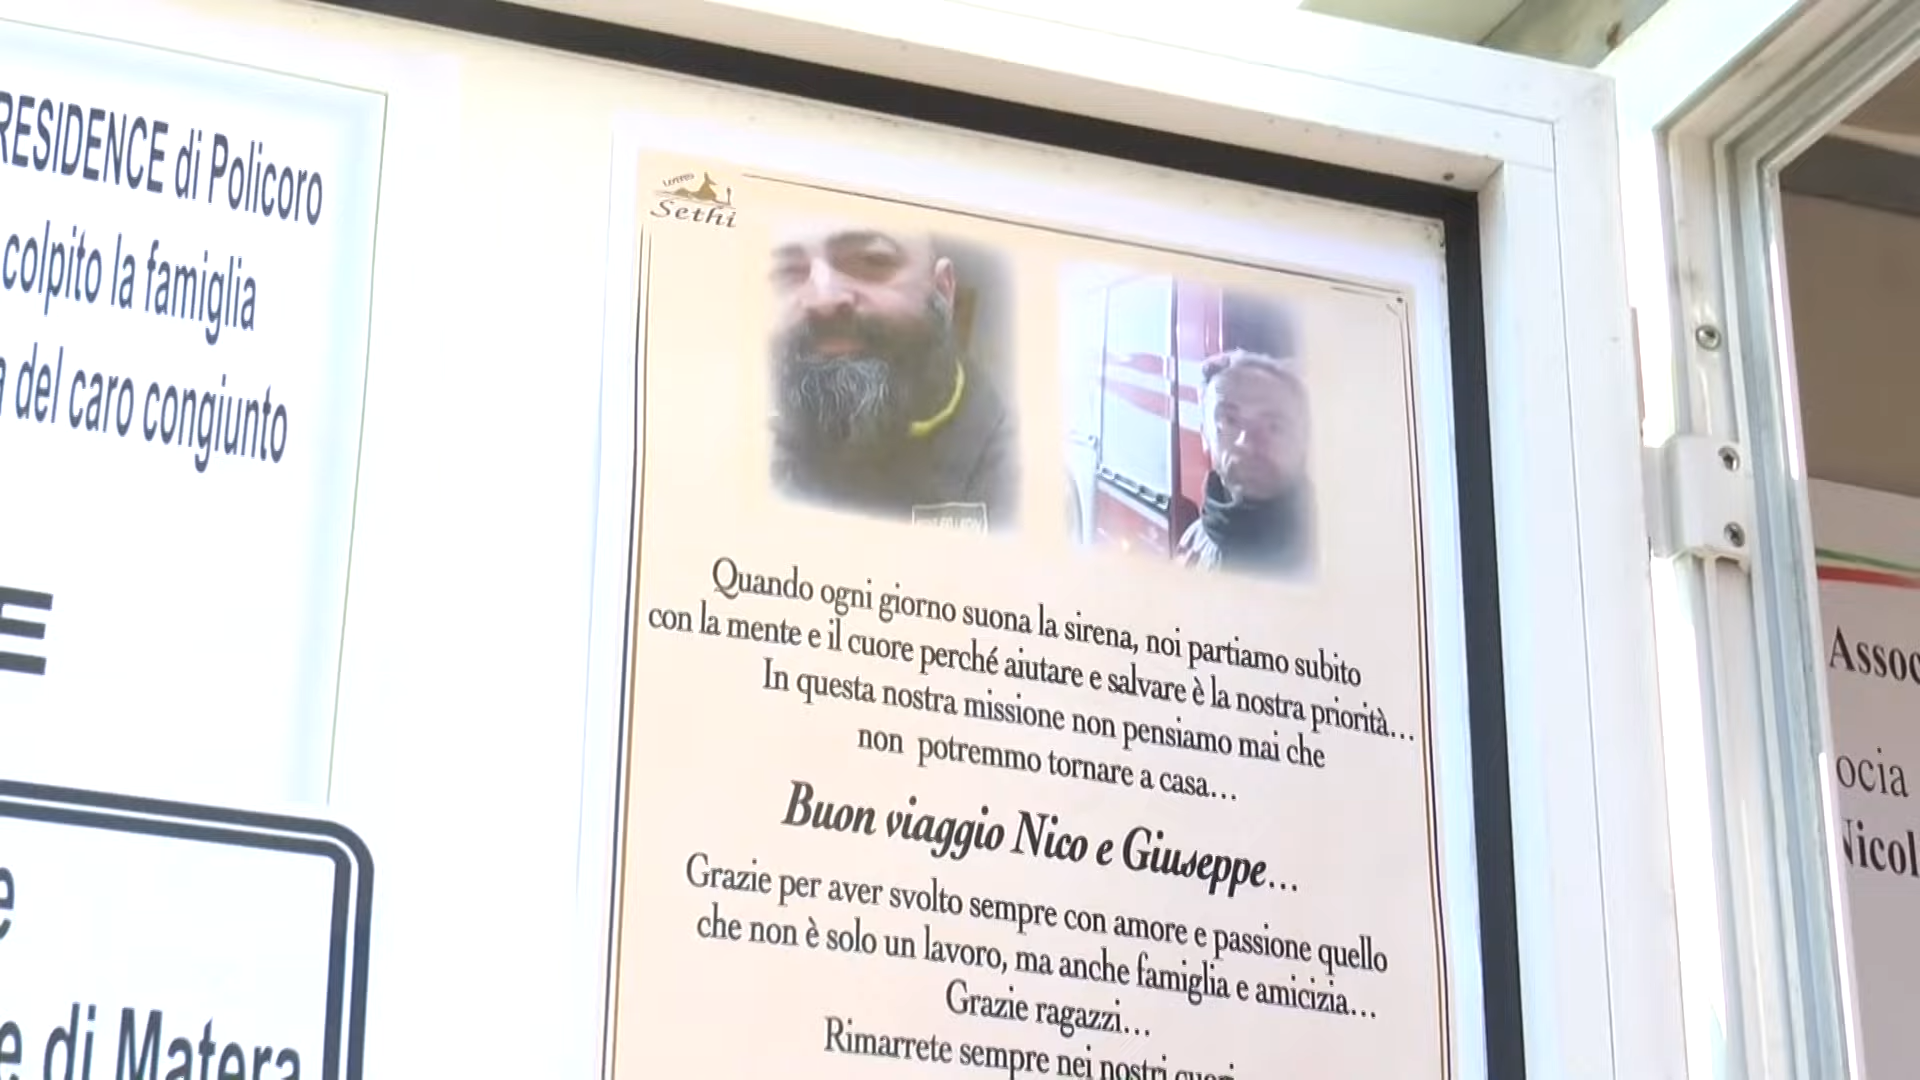 RESIDENCE di Policoro
colpito la famiglia
del caro congiunto
E
e
e di Matera
Sethi
Quando ogni giorno suona la sirena, noi partiamo subito
con la mente e il cuore perché aiutare e salvare è la nostra priorità...
In questa nostra missione non pensiamo mai che
non potremmo tornare a casa...
Buon viaggio Nico e Giuseppe...
Grazie per aver svolto sempre con amore e passione quello
che non è solo un lavoro, ma anche famiglia e amicizia...
Grazie ragazzi...
Rimarrete sempre nei nostri cuori
Assoc
ocia
Nicol